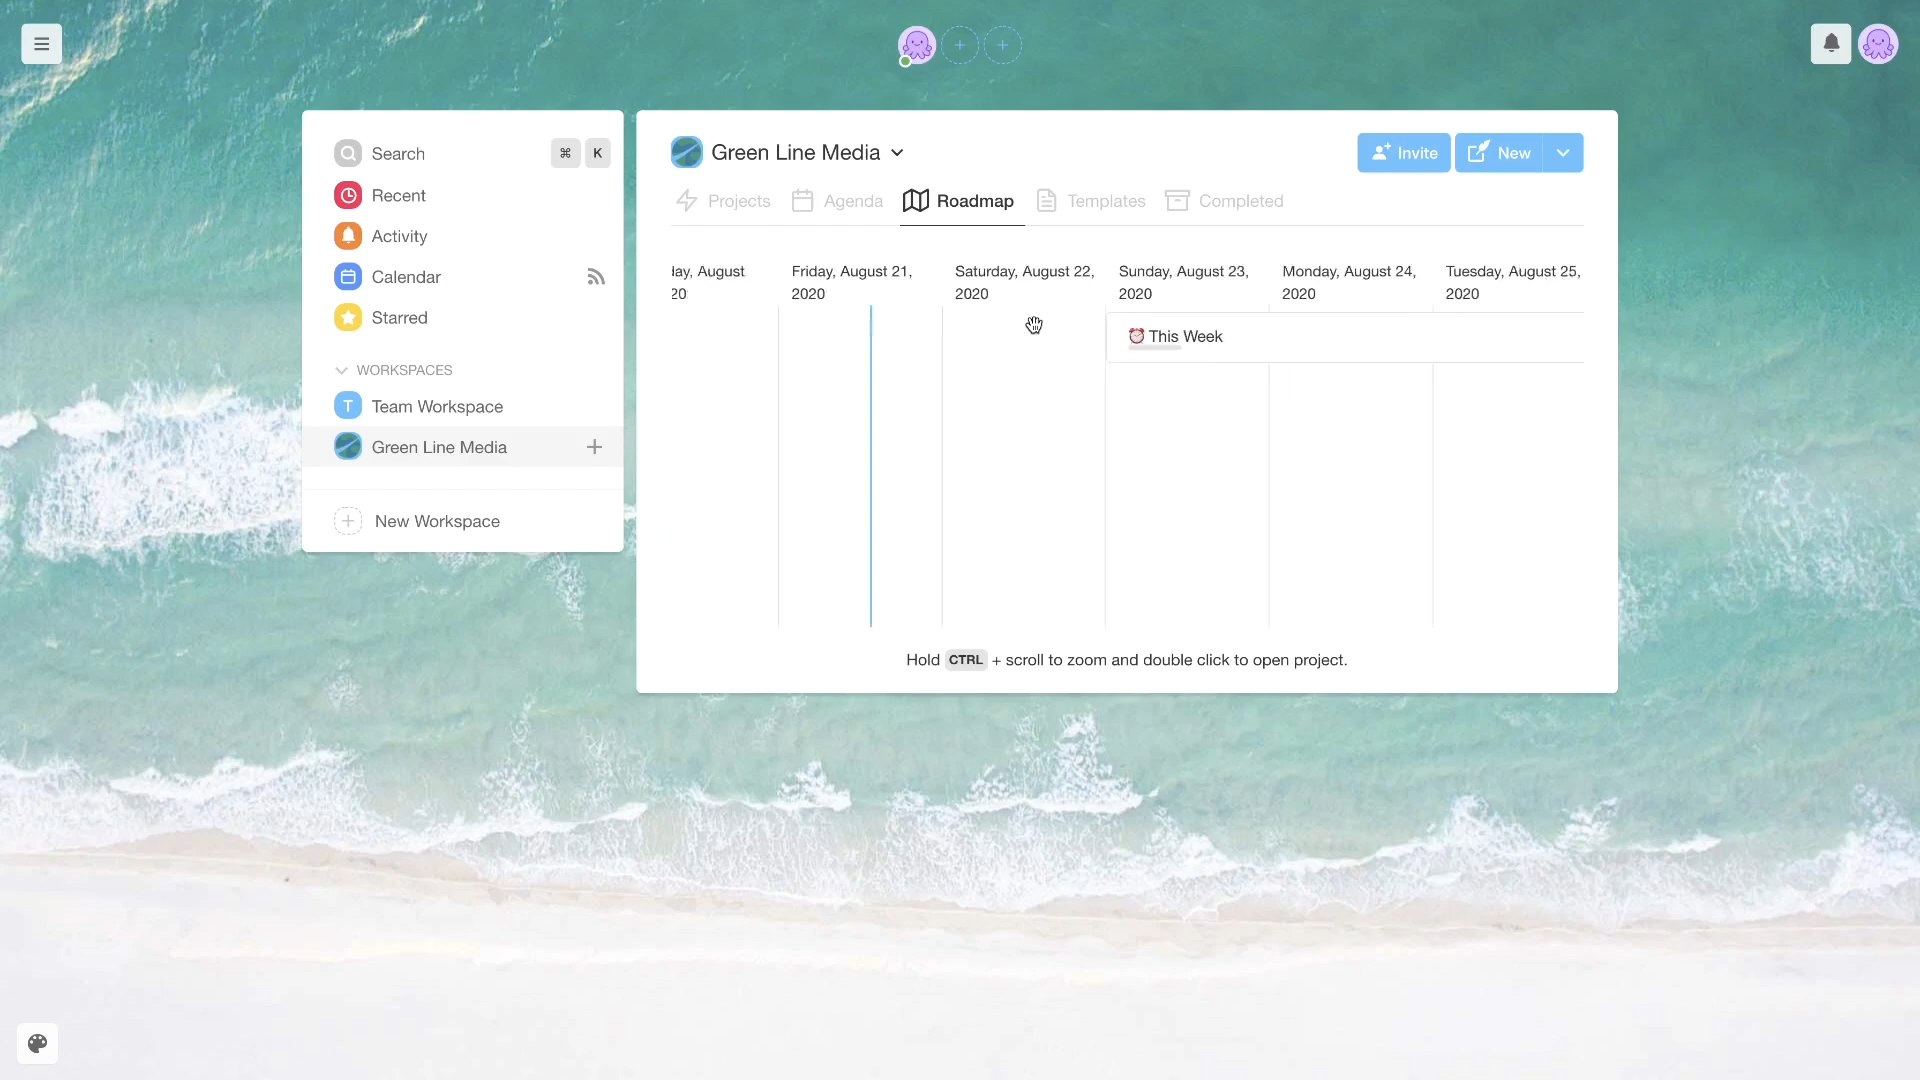 Search ⌘ K
Recent
Activity
Calendar
Starred
WORKSPACES
T Team Workspace
Green Line Media
New Workspace
Green Line Media
Invite New
Projects Agenda Roadmap Templates Completed
August Friday, August 21, Saturday, August 22, Sunday, August 23, Monday, August 24, Tuesday, August 25,
2020 2020 2020 2020 2020
This Week
Hold CTRL + scroll to zoom and double click to open project.